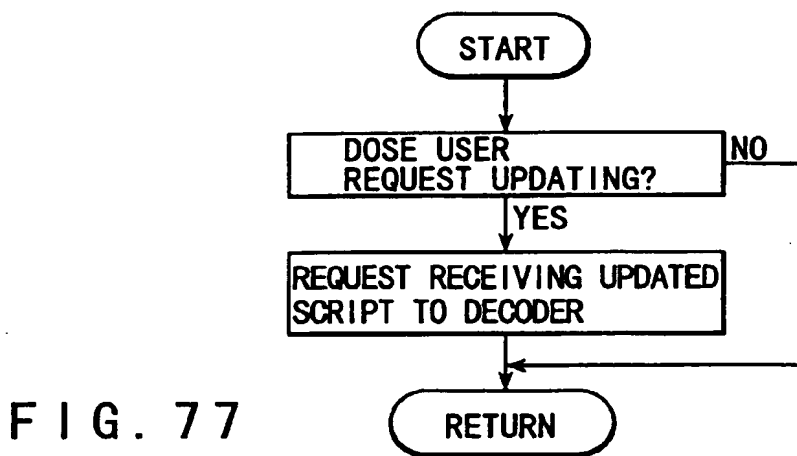 START
DOSE USER
REQUEST UPDATING?
NO
YES
REQUEST RECEIVING UPDATED
SCRIPT TO DECODER
RETURN
FIG. 77